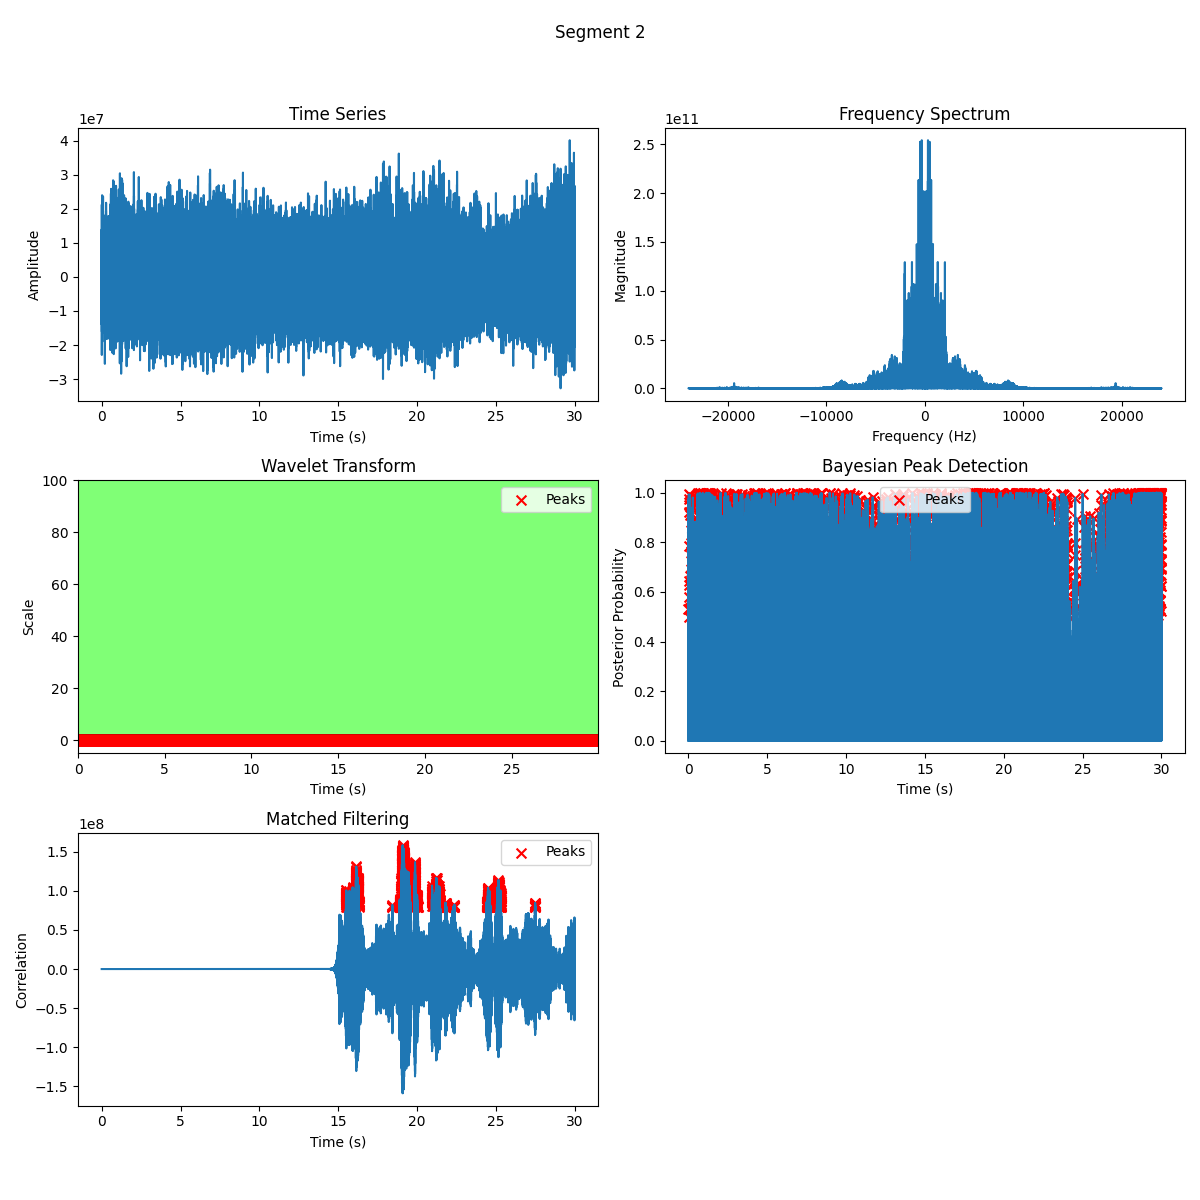 Segment 2
Time Series
1e7
4
3
2
1
0
−1
−2
−3
Amplitude
0 5 10 15 20 25 30
Time (s)
Frequency Spectrum
1e11
2.5
2.0
1.5
1.0
0.5
0.0
Magnitude
−20000 −10000 0 10000 20000
Frequency (Hz)
Wavelet Transform
Peaks
100
80
60
40
20
0
Scale
0 5 10 15 20 25
Time (s)
Bayesian Peak Detection
Peaks
1.0
0.8
0.6
0.4
0.2
0.0
Posterior Probability
0 5 10 15 20 25 30
Time (s)
Matched Filtering
1e8
Peaks
1.5
1.0
0.5
0.0
−0.5
−1.0
−1.5
Correlation
0 5 10 15 20 25 30
Time (s)